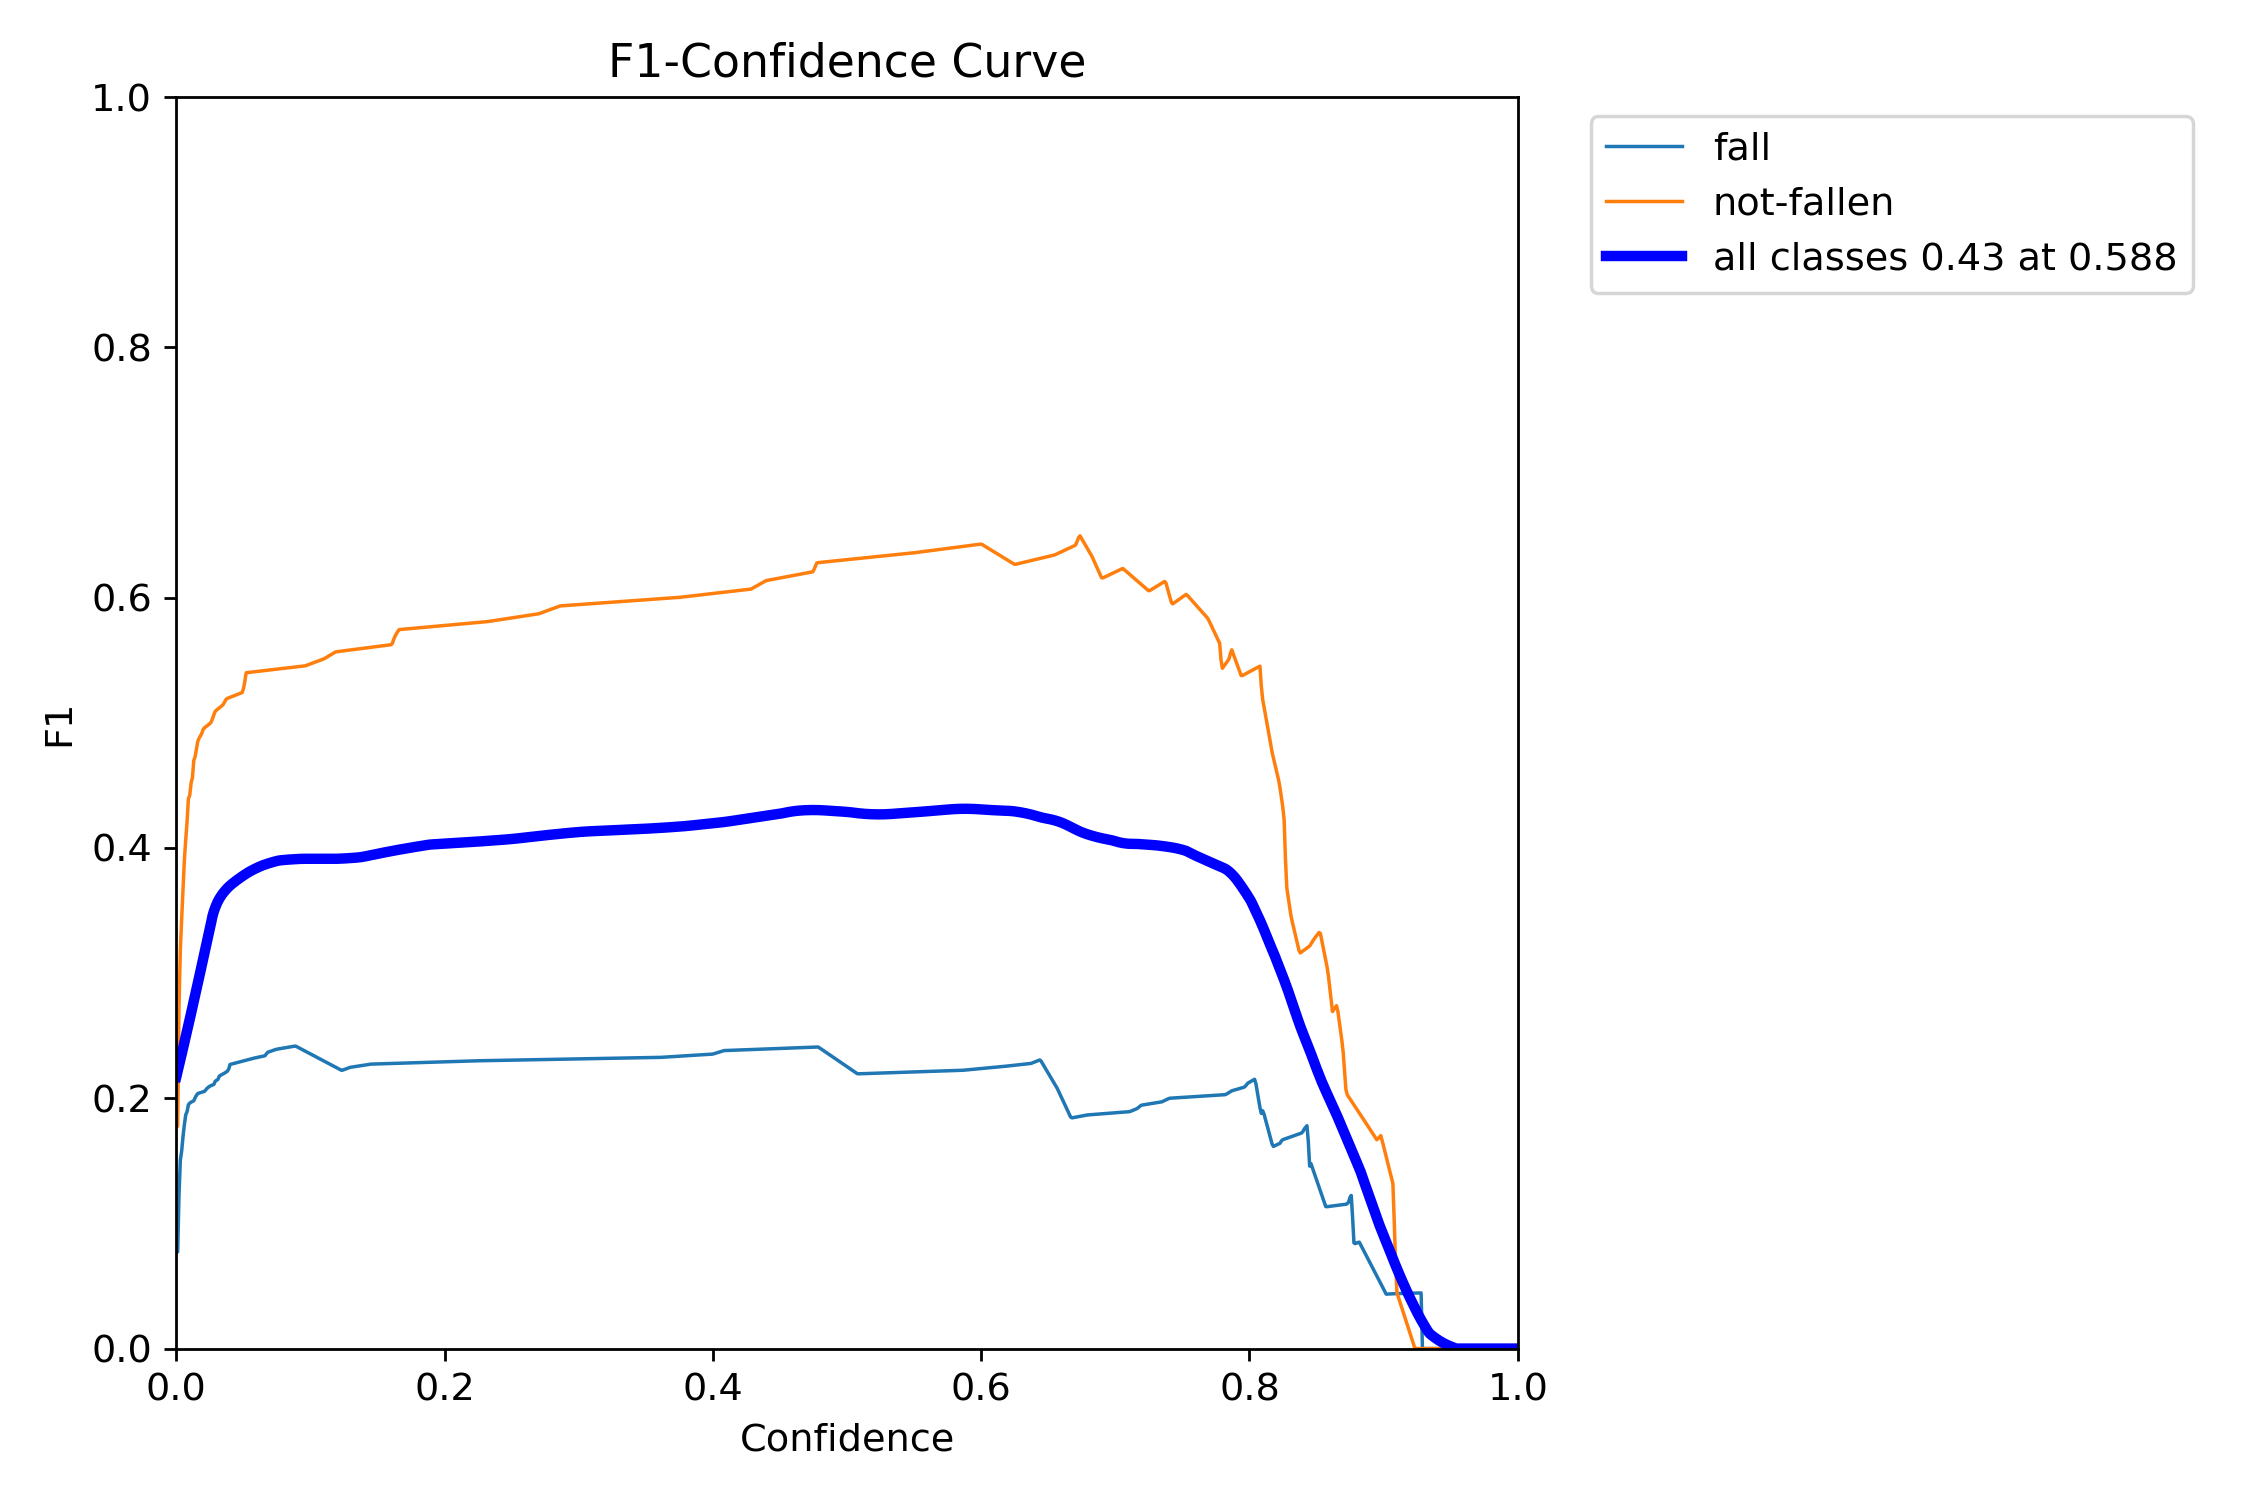 F1-Confidence Curve
fall
not-fallen
all classes 0.43 at 0.588
1.0
0.8
0.6
0.4
0.2
0.0
F1
0.0 0.2 0.4 0.6 0.8 1.0
Confidence